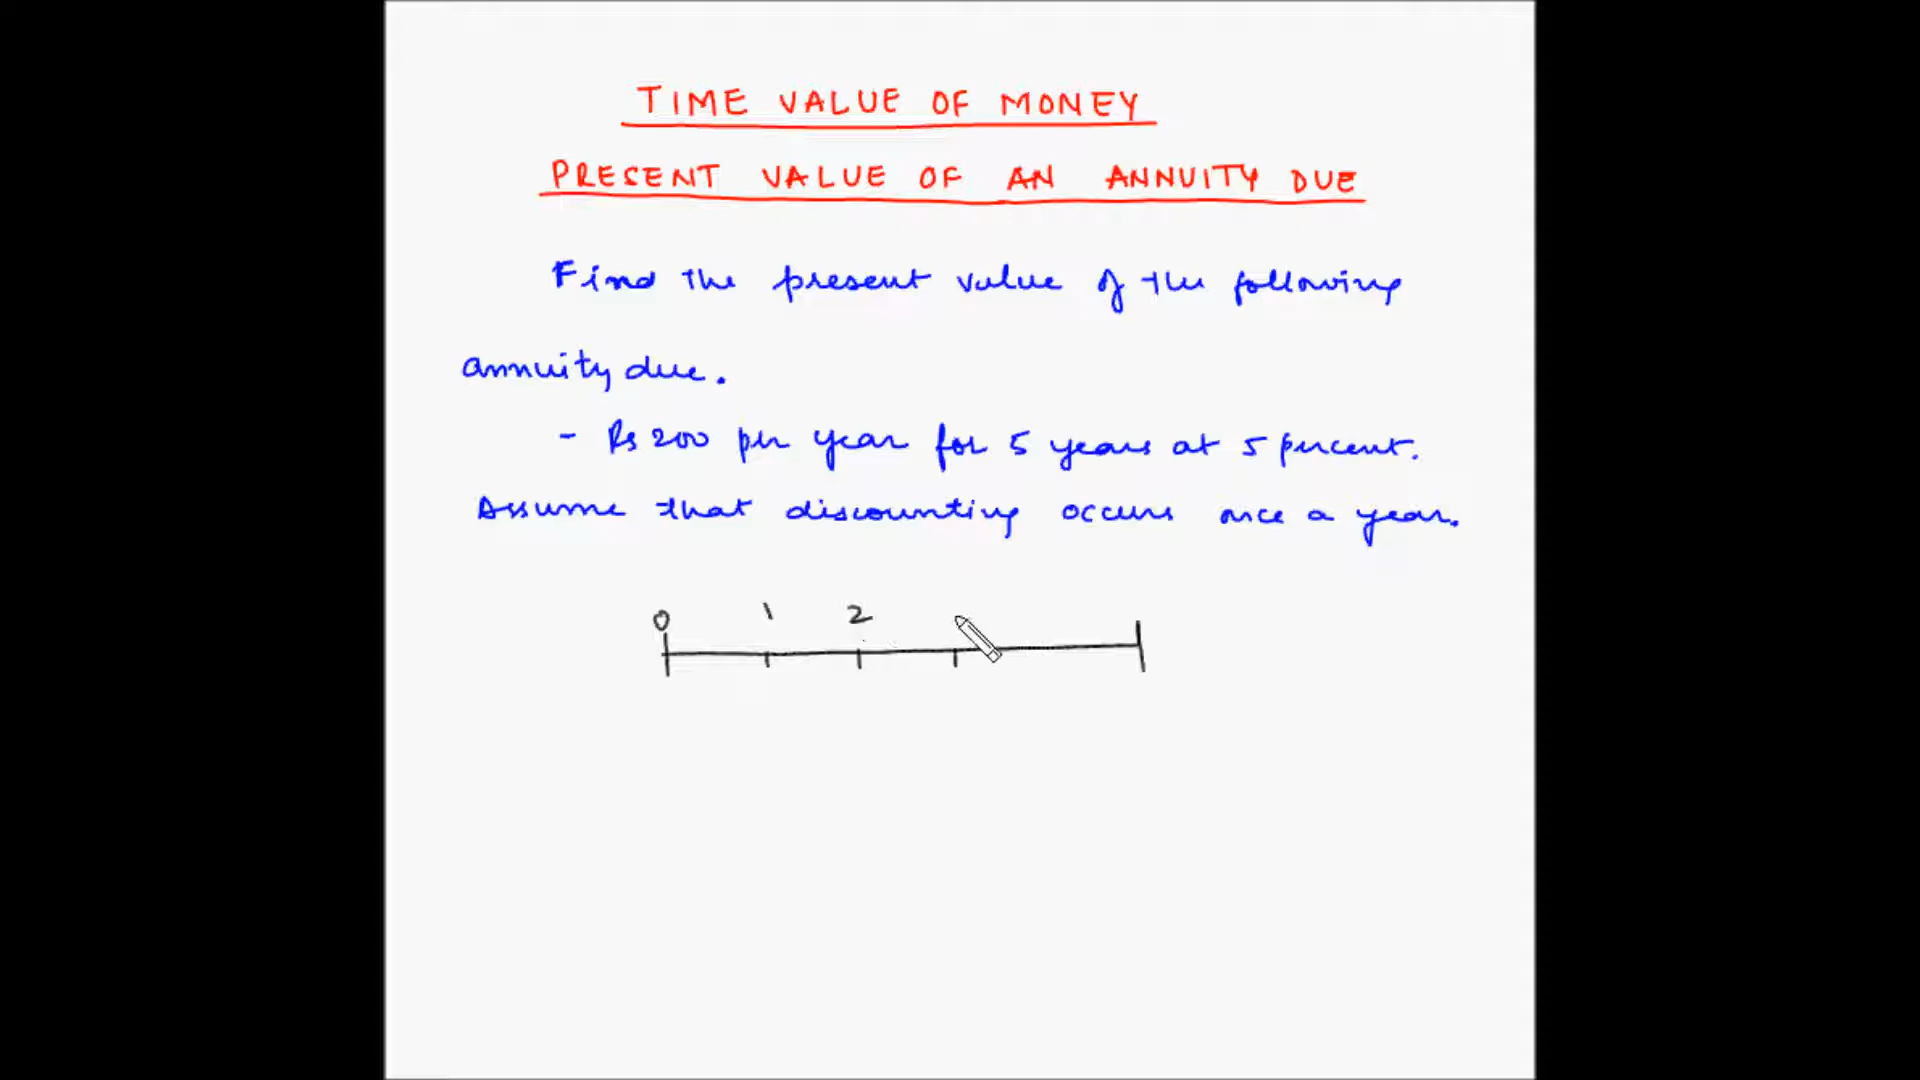 TIME VALUE OF MONEY
PRESENT VALUE OF AN ANNUITY DUE
Find the present value of the following
annuity due.
- Rs 200 per year for 5 years at 5 percent.
Assume that discounting occurs once a year.
0 1 2